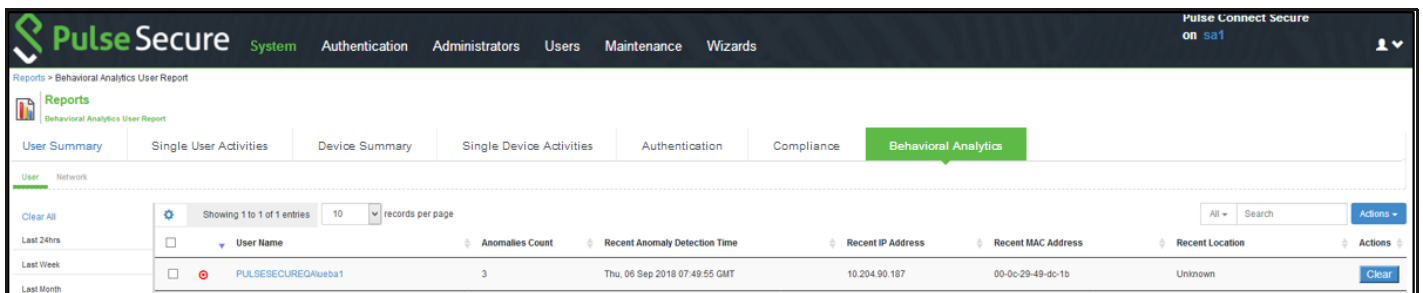 Pulse Secure
System Authentication Administrators Users Maintenance Wizards
Pulse Connect Secure
on sa1
Reports > Behavioral Analytics User Report
Reports
Behavioral Analytics User Report
User Summary Single User Activities Device Summary Single Device Activities Authentication Compliance Behavioral Analytics
User Network
Clear All
Showing 1 to 1 of 1 entries 10 records per page All Search Actions
Last 24hrs
User Name Anomalies Count Recent Anomaly Detection Time Recent IP Address Recent MAC Address Recent Location Actions
Last Week
PULSESECUREQA\ueba1 3 Thu, 06 Sep 2018 07:49:55 GMT 10.204.90.187 00-0c-29-49-dc-1b Unknown Clear
Last Month